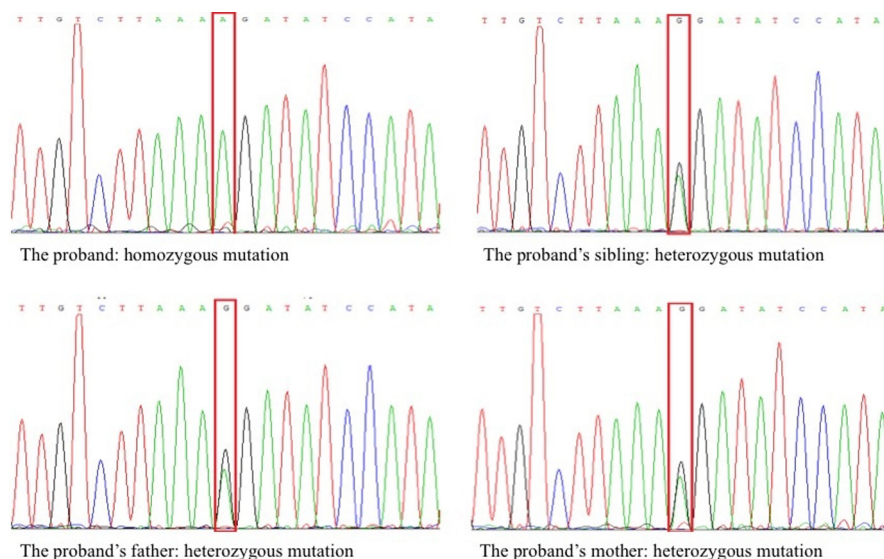 T T G T C T T A A A A G A T A T C C A T A
The proband: homozygous mutation
T T G T C T T A A A G G A T A T C C A T A
The proband's sibling: heterozygous mutation
T T G T C T T A A A G G A T A T C C A T A
The proband's father: heterozygous mutation
T T G T C T T A A A G G A T A T C C A T A
The proband's mother: heterozygous mutation